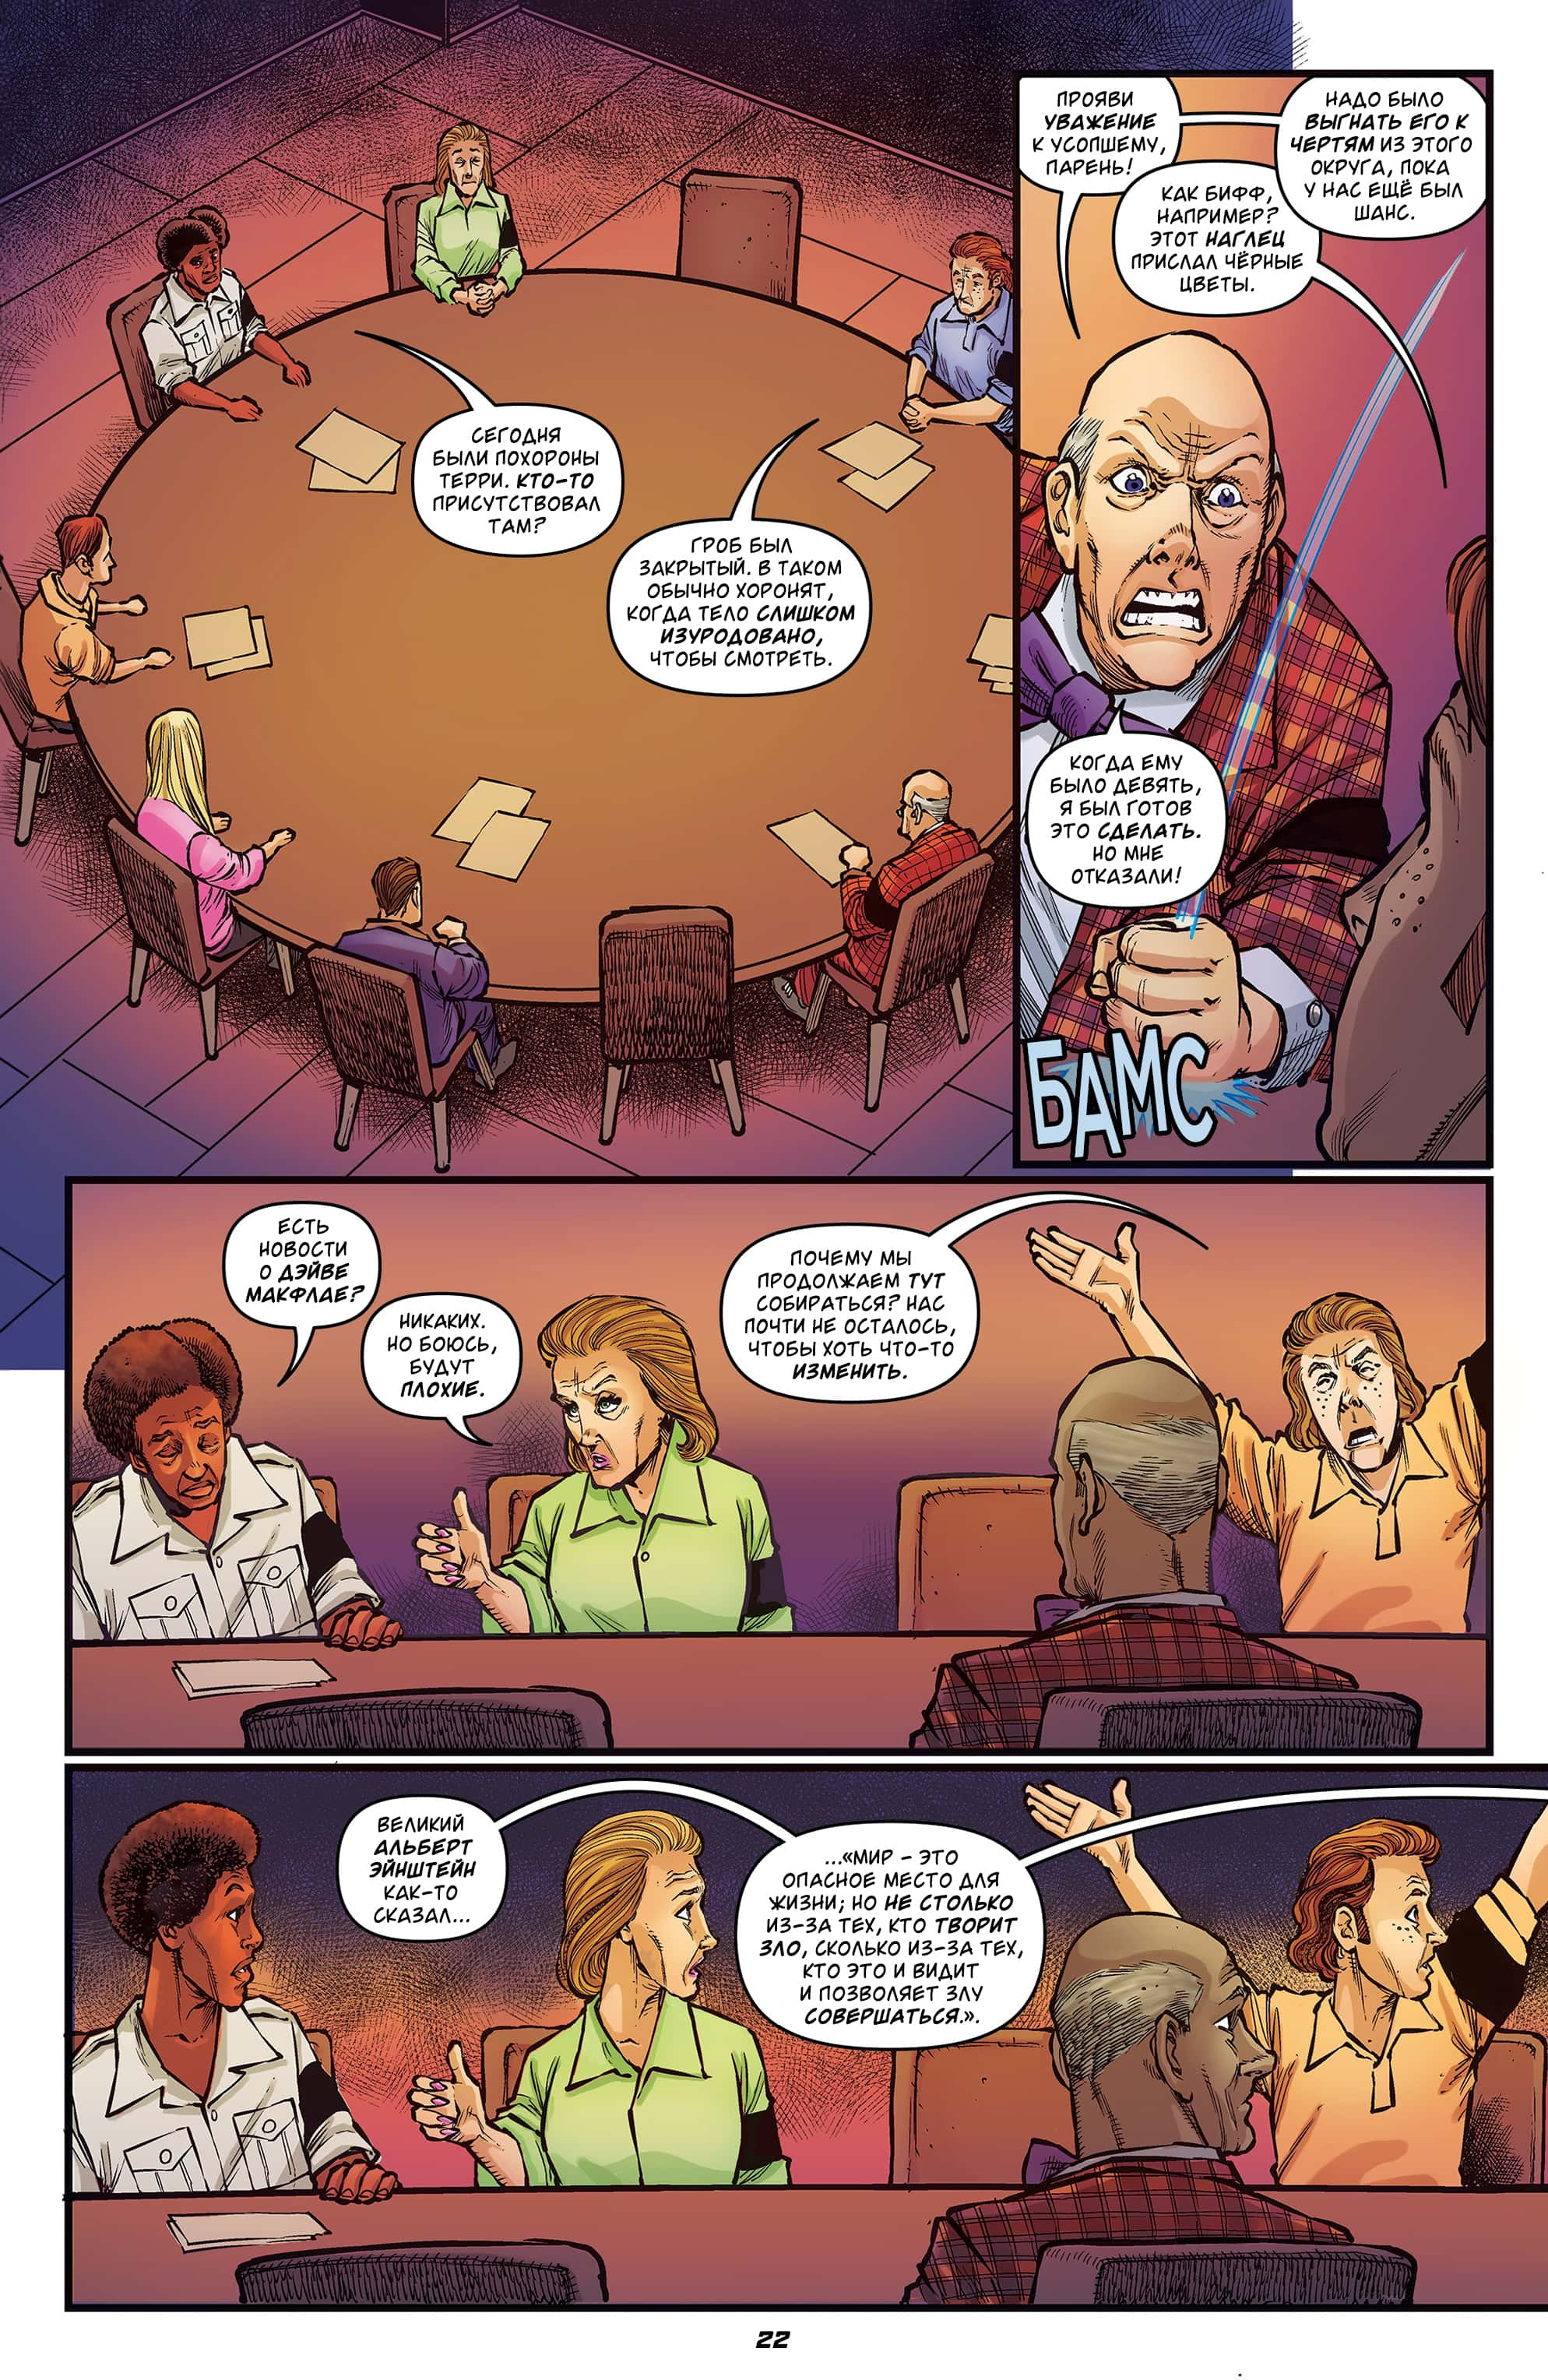 СЕГОДНЯ
БЫЛИ ПОХОРОНЫ
ТЕРРИ. КТО-ТО
ПРИСУТСТВОВАЛ
ТАМ?
ГРОБ БЫЛ
ЗАКРЫТЫЙ. В ТАКОМ
ОБЫЧНО ХОРОНЯТ,
КОГДА ТЕЛО СЛИШКОМ
ИЗУРОДОВАНО,
ЧТОБЫ СМОТРЕТЬ.
ПРОЯВИ
УВАЖЕНИЕ
К УСОПШЕМУ,
ПАРЕНЬ!
КАК БИФФ,
НАПРИМЕР?
ЭТОТ НАГЛЕЦ
ПРИСЛАЛ ЧЁРНЫЕ
ЦВЕТЫ.
НАДО БЫЛО
ВЫГНАТЬ ЕГО К
ЧЕРТЯМ ИЗ ЭТОГО
ОКРУГА, ПОКА
У НАС ЕЩЁ БЫЛ
ШАНС.
КОГДА ЕМУ
БЫЛО ДЕВЯТЬ,
Я БЫЛ ГОТОВ
ЭТО СДЕЛАТЬ.
НО МНЕ
ОТКАЗАЛИ!
БАМС
ЕСТЬ
НОВОСТИ
О ДЭЙВЕ
МАКФЛАЕ?
НИКАКИХ.
НО БОЮСЬ,
БУДУТ
ПЛОХИЕ.
ПОЧЕМУ МЫ
ПРОДОЛЖАЕМ ТУТ
СОБИРАТЬСЯ? НАС
ПОЧТИ НЕ ОСТАЛОСЬ,
ЧТОБЫ ХОТЬ ЧТО-ТО
ИЗМЕНИТЬ.
ВЕЛИКИЙ
АЛЬБЕРТ
ЭЙНШТЕЙН
КАК-ТО
СКАЗАЛ...
...«МИР - ЭТО
ОПАСНОЕ МЕСТО ДЛЯ
ЖИЗНИ; НО НЕ СТОЛЬКО
ИЗ-ЗА ТЕХ, КТО ТВОРИТ
ЗЛО, СКОЛЬКО ИЗ-ЗА ТЕХ,
КТО ЭТО И ВИДИТ
И ПОЗВОЛЯЕТ ЗЛУ
СОВЕРШАТЬСЯ.».
22